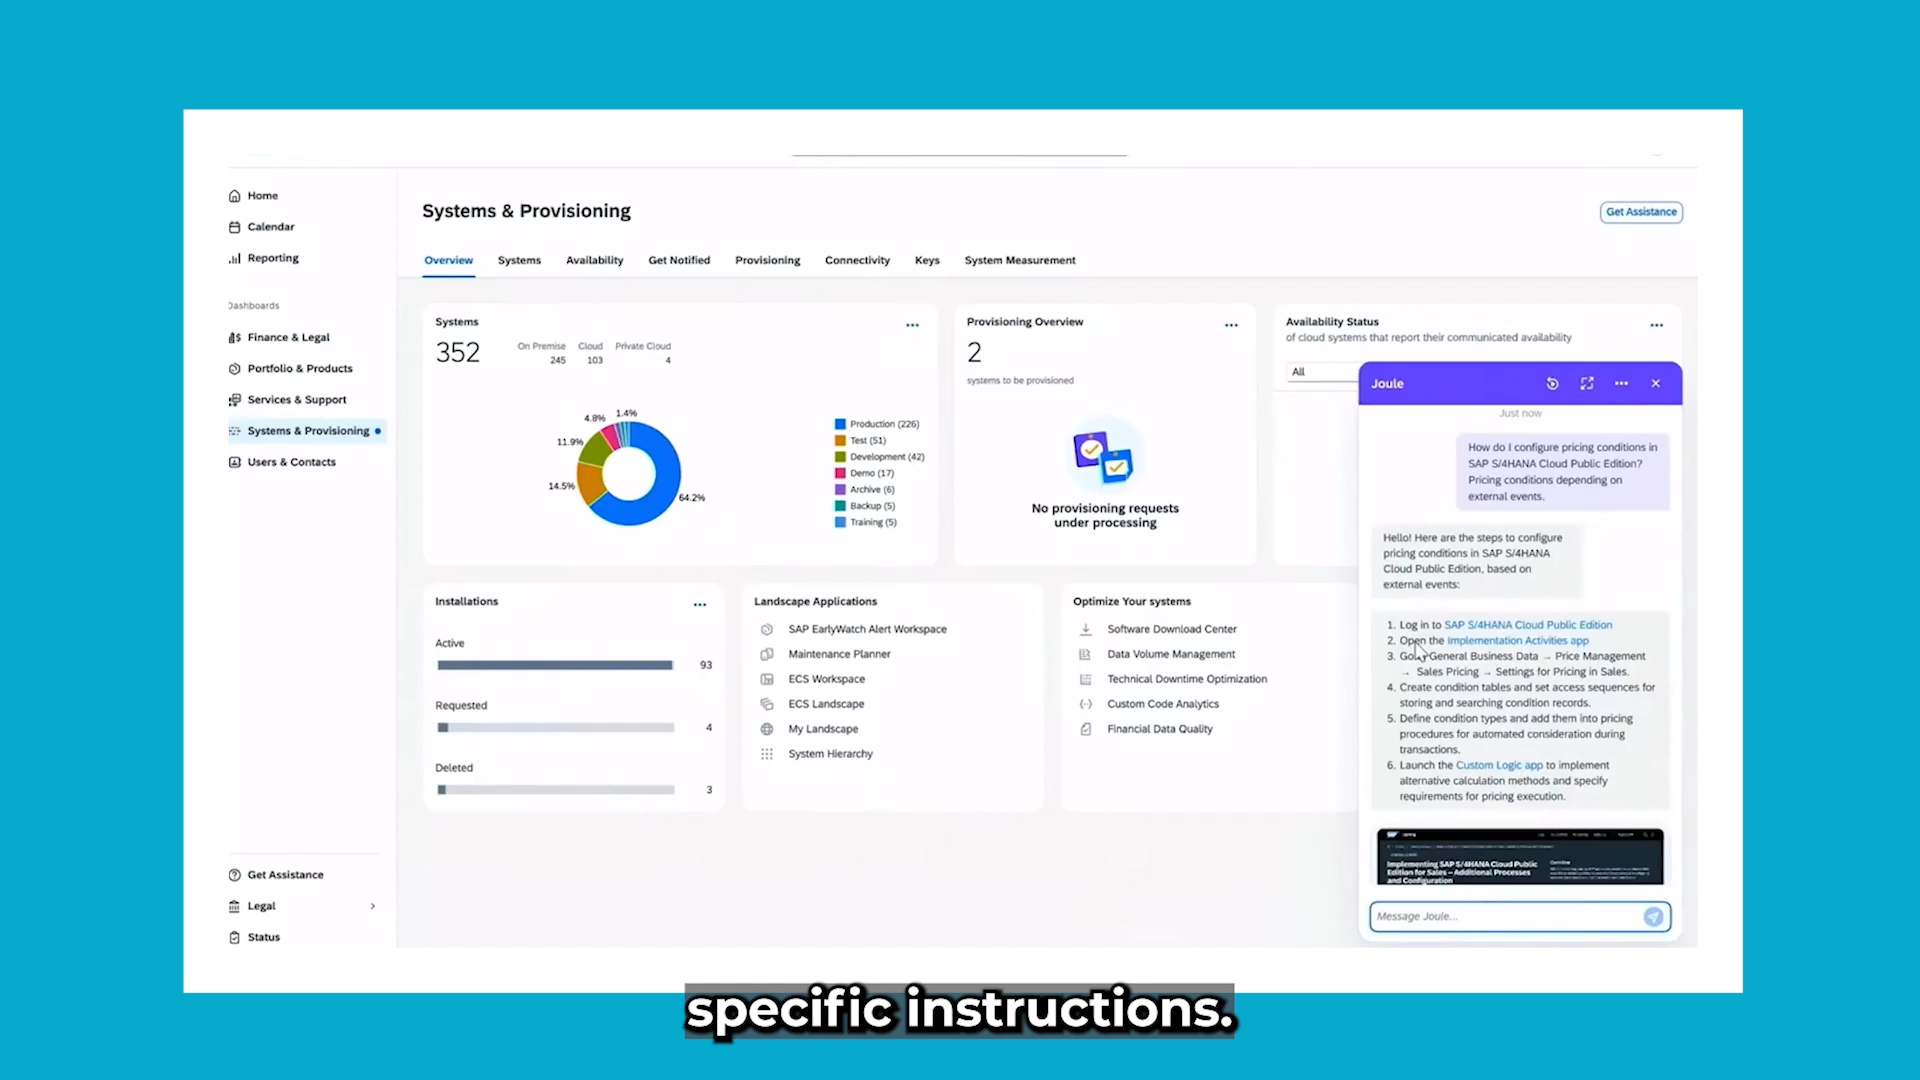 Home
Calendar
Reporting
Dashboards
Finance & Legal
Portfolio & Products
Services & Support
Systems & Provisioning
Users & Contacts
Get Assistance
Legal
Status
Systems & Provisioning
Get Assistance
Overview Systems Availability Get Notified Provisioning Connectivity Keys System Measurement
Systems
352
On Premise Cloud Private Cloud
245 103 4
4.8% 1.4%
11.9%
14.5%
64.2%
Production (226)
Test (51)
Development (42)
Demo (17)
Archive (6)
Backup (5)
Training (5)
Provisioning Overview
2
systems to be provisioned
No provisioning requests
under processing
Availability Status
of cloud systems that report their communicated availability
All
Installations
Active
93
Requested
4
Deleted
3
Landscape Applications
SAP EarlyWatch Alert Workspace
Maintenance Planner
ECS Workspace
ECS Landscape
My Landscape
System Hierarchy
Optimize Your systems
Software Download Center
Data Volume Management
Technical Downtime Optimization
Custom Code Analytics
Financial Data Quality
Joule
Just now
How do I configure pricing conditions in
SAP S/4HANA Cloud Public Edition?
Pricing conditions depending on
external events.
Hello! Here are the steps to configure
pricing conditions in SAP S/4HANA
Cloud Public Edition, based on
external events:
1. Log in to SAP S/4HANA Cloud Public Edition
2. Open the Implementation Activities app
3. Go General Business Data → Price Management
→ Sales Pricing → Settings for Pricing in Sales.
4. Create condition tables and set access sequences for
storing and searching condition records.
5. Define condition types and add them into pricing
procedures for automated consideration during
transactions.
6. Launch the Custom Logic app to implement
alternative calculation methods and specify
requirements for pricing execution.
Implementing SAP S/4HANA Cloud Public
Edition for Sales – Additional Processes
and Configuration
Message Joule...
specific instructions.